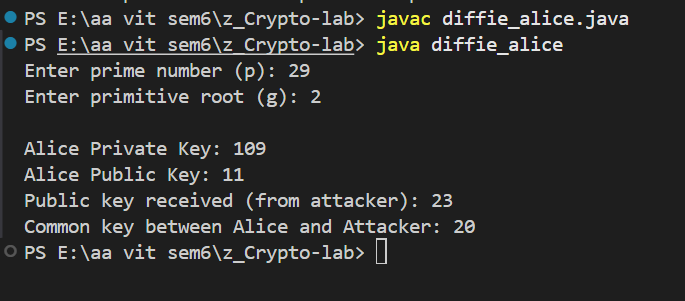 PS E:\aa vit sem6\z_Crypto-lab> javac diffie_alice.java
PS E:\aa vit sem6\z_Crypto-lab> java diffie_alice
Enter prime number (p): 29
Enter primitive root (g): 2
Alice Private Key: 109
Alice Public Key: 11
Public key received (from attacker): 23
Common key between Alice and Attacker: 20
PS E:\aa vit sem6\z_Crypto-lab>